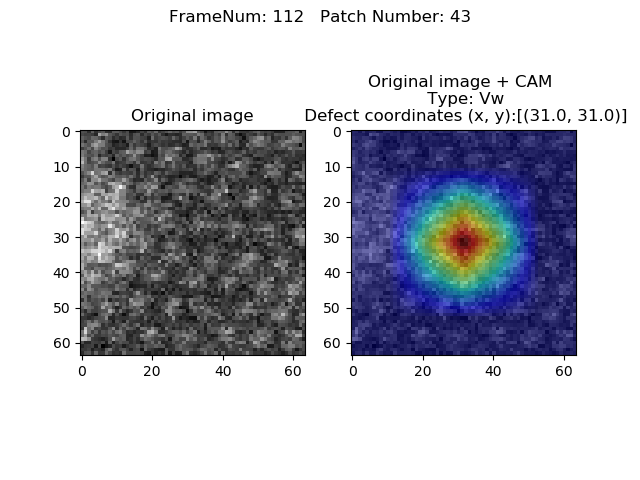 FrameNum: 112   Patch Number: 43
Original image
0
10
20
30
40
50
60
0 20 40 60
Original image + CAM
Type: Vw
Defect coordinates (x, y):[(31.0, 31.0)]
0
10
20
30
40
50
60
0 20 40 60